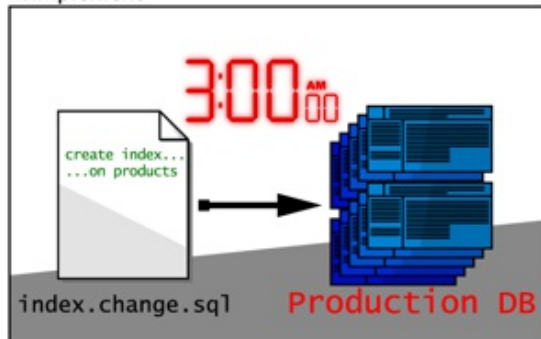 3:00 AM 00
create index...
...on products
index.change.sql
Production DB